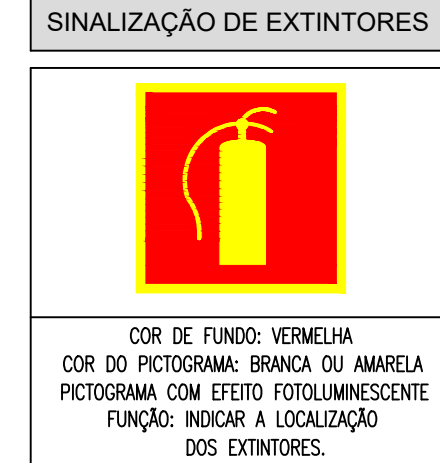 SINALIZAÇÃO DE EXTINTORES
COR DE FUNDO: VERMELHA
COR DO PICTOGRAMA: BRANCA OU AMARELA
PICTOGRAMA COM EFEITO FOTOLUMINESCENTE
FUNÇÃO: INDICAR A LOCALIZAÇÃO
DOS EXTINTORES.